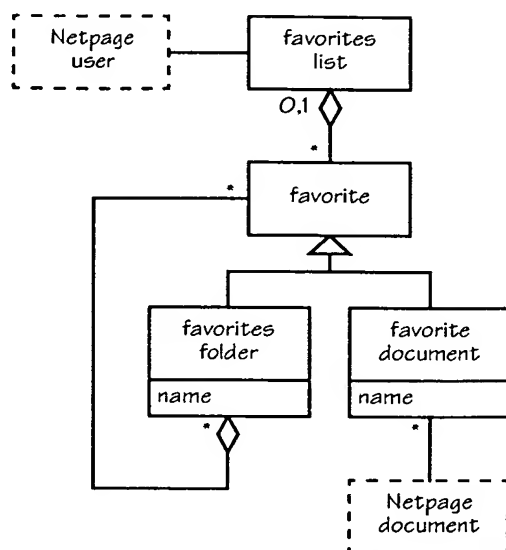 Netpage
user
favorites
list
0,1
*
*
favorite
favorites
folder
name
*
favorite
document
name
*
Netpage
document